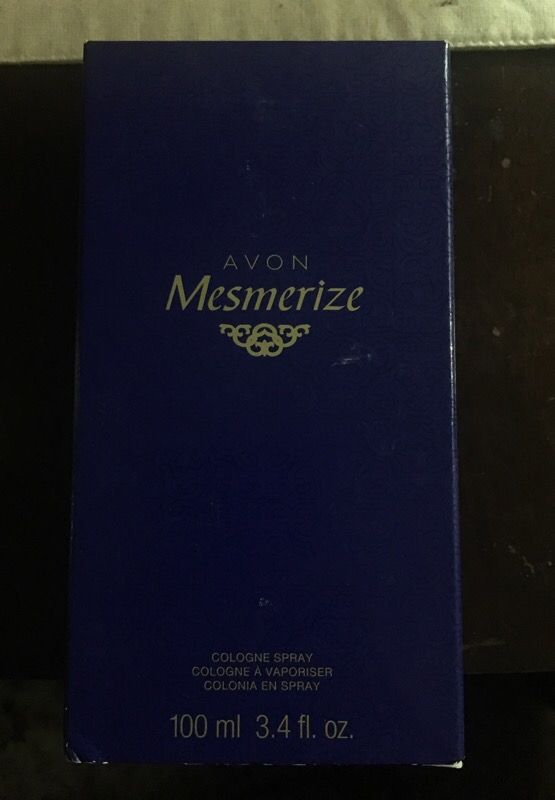 AVON
Mesmerize
COLOGNE SPRAY
COLOGNE À VAPORISER
COLONIA EN SPRAY
100 ml 3.4 fl. oz.